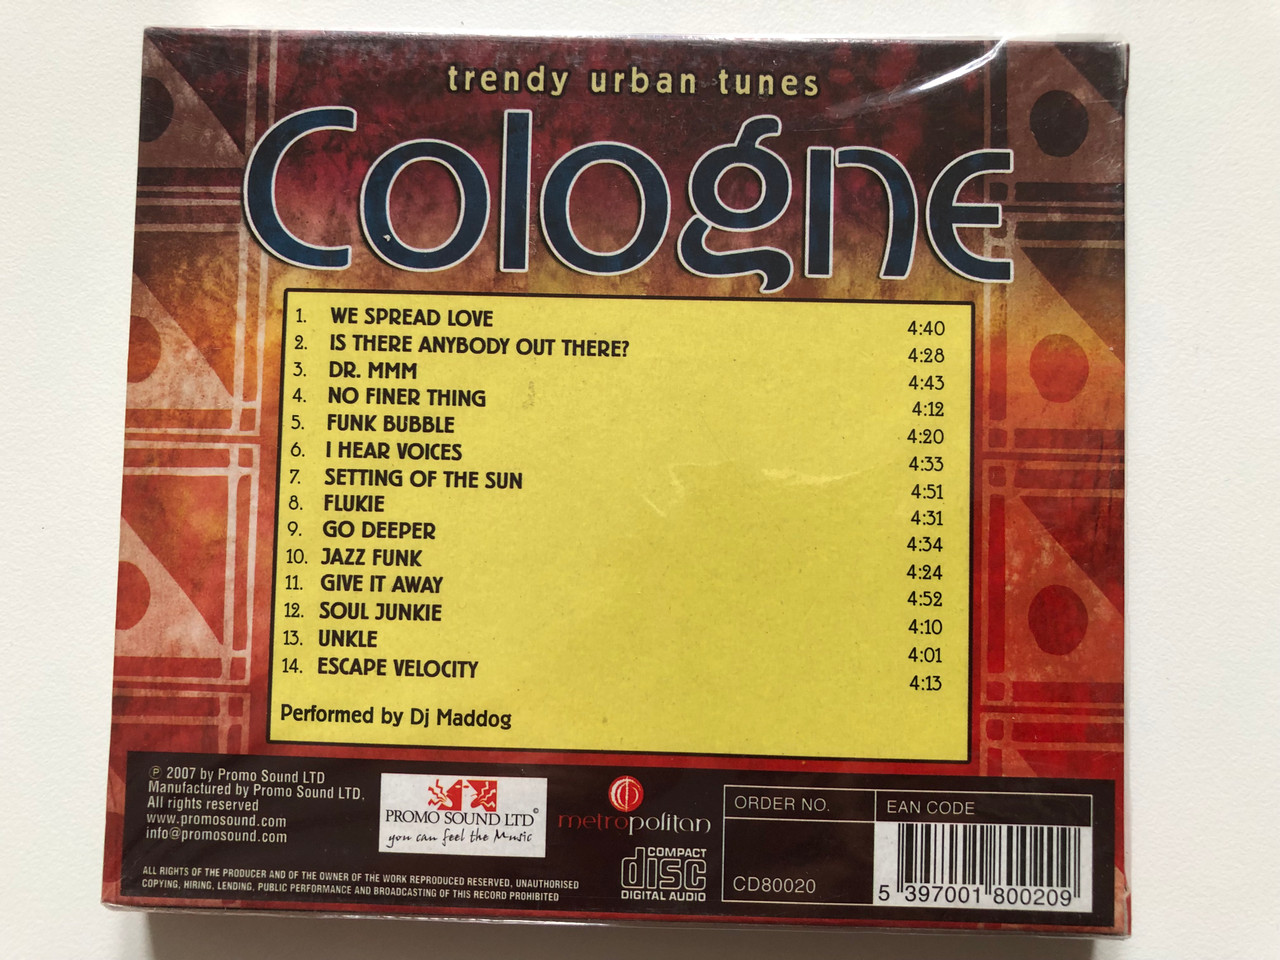 trendy urban tunes
Cologne
1. WE SPREAD LOVE 4:40
2. IS THERE ANYBODY OUT THERE? 4:28
3. DR. MMM 4:43
4. NO FINER THING 4:12
5. FUNK BUBBLE 4:20
6. I HEAR VOICES 4:33
7. SETTING OF THE SUN 4:51
8. FLUKIE 4:31
9. GO DEEPER 4:34
10. JAZZ FUNK 4:24
11. GIVE IT AWAY 4:52
12. SOUL JUNKIE 4:10
13. UNKLE 4:01
14. ESCAPE VELOCITY 4:13
Performed by Dj Maddog
℗ 2007 by Promo Sound LTD
Manufactured by Promo Sound LTD.
All rights reserved
www.promosound.com
info@promosound.com
ALL RIGHTS OF THE PRODUCER AND OF THE OWNER OF THE WORK REPRODUCED RESERVED, UNAUTHORISED
COPYING, HIRING, LENDING, PUBLIC PERFORMANCE AND BROADCASTING OF THIS RECORD PROHIBITED
PROMO SOUND LTD©
you can feel the Music
metropolitan
COMPACT
disc
DIGITAL AUDIO
ORDER NO. EAN CODE
CD80020
5 397001 800209